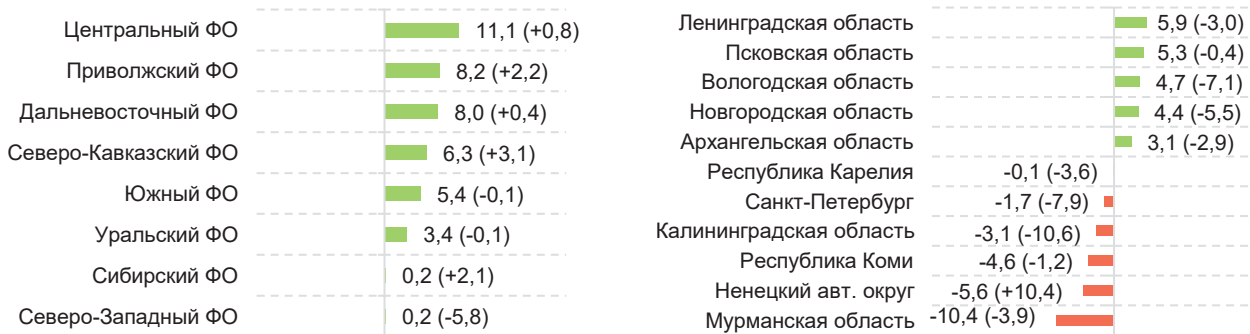 Центральный ФО 11,1 (+0,8)
Приволжский ФО 8,2 (+2,2)
Дальневосточный ФО 8,0 (+0,4)
Северо-Кавказский ФО 6,3 (+3,1)
Южный ФО 5,4 (-0,1)
Уральский ФО 3,4 (-0,1)
Сибирский ФО 0,2 (+2,1)
Северо-Западный ФО 0,2 (-5,8)
Ленинградская область 5,9 (-3,0)
Псковская область 5,3 (-0,4)
Вологодская область 4,7 (-7,1)
Новгородская область 4,4 (-5,5)
Архангельская область 3,1 (-2,9)
Республика Карелия -0,1 (-3,6)
Санкт-Петербург -1,7 (-7,9)
Калининградская область -3,1 (-10,6)
Республика Коми -4,6 (-1,2)
Ненецкий авт. округ -5,6 (+10,4)
Мурманская область -10,4 (-3,9)